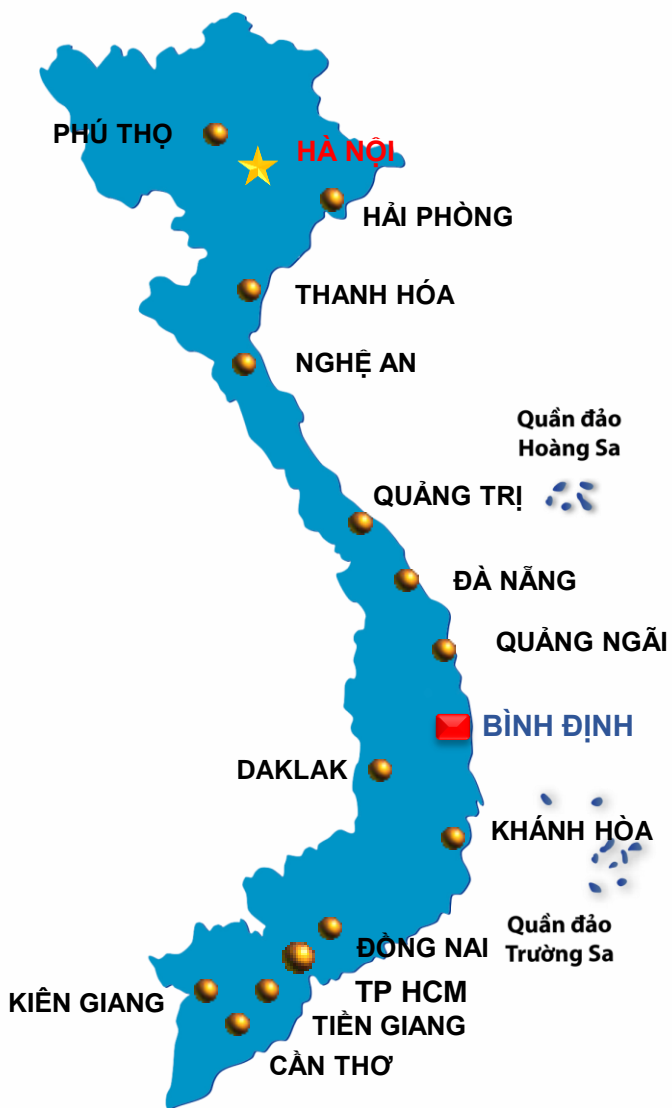 PHÚ THỌ
HÀ NỘI
HẢI PHÒNG
THANH HÓA
NGHỆ AN
Quần đảo
Hoàng Sa
QUẢNG TRỊ
ĐÀ NẴNG
QUẢNG NGÃI
BÌNH ĐỊNH
DAKLAK
KHÁNH HÒA
Quần đảo
Trường Sa
ĐỒNG NAI
TP HCM
KIÊN GIANG
TIỀN GIANG
CẦN THƠ